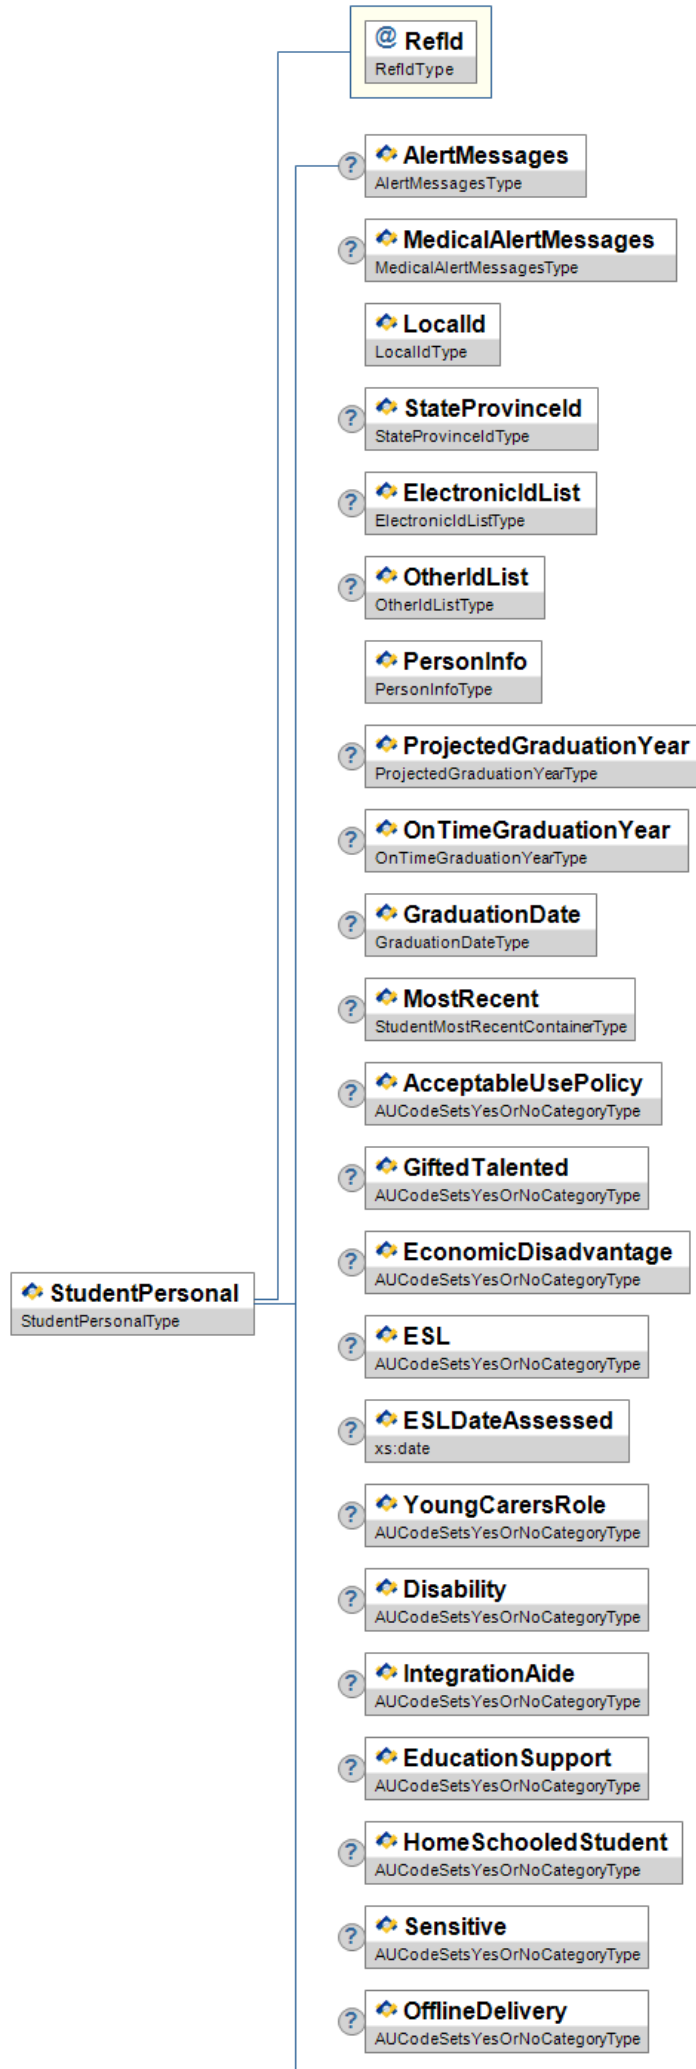 @ RefId
RefIdType
? AlertMessages
AlertMessagesType
? MedicalAlertMessages
MedicalAlertMessagesType
LocalId
LocalIdType
? StateProvinceId
StateProvinceIdType
? ElectronicIdList
ElectronicIdListType
? OtherIdList
OtherIdListType
PersonInfo
PersonInfoType
? ProjectedGraduationYear
ProjectedGraduationYearType
? OnTimeGraduationYear
OnTimeGraduationYearType
? GraduationDate
GraduationDateType
? MostRecent
StudentMostRecentContainerType
? AcceptableUsePolicy
AUCodeSetsYesOrNoCategoryType
? GiftedTalented
AUCodeSetsYesOrNoCategoryType
? EconomicDisadvantage
AUCodeSetsYesOrNoCategoryType
StudentPersonal
StudentPersonalType
? ESL
AUCodeSetsYesOrNoCategoryType
? ESLDateAssessed
xs:date
? YoungCarersRole
AUCodeSetsYesOrNoCategoryType
? Disability
AUCodeSetsYesOrNoCategoryType
? IntegrationAide
AUCodeSetsYesOrNoCategoryType
? EducationSupport
AUCodeSetsYesOrNoCategoryType
? HomeSchooledStudent
AUCodeSetsYesOrNoCategoryType
? Sensitive
AUCodeSetsYesOrNoCategoryType
? OfflineDelivery
AUCodeSetsYesOrNoCategoryType